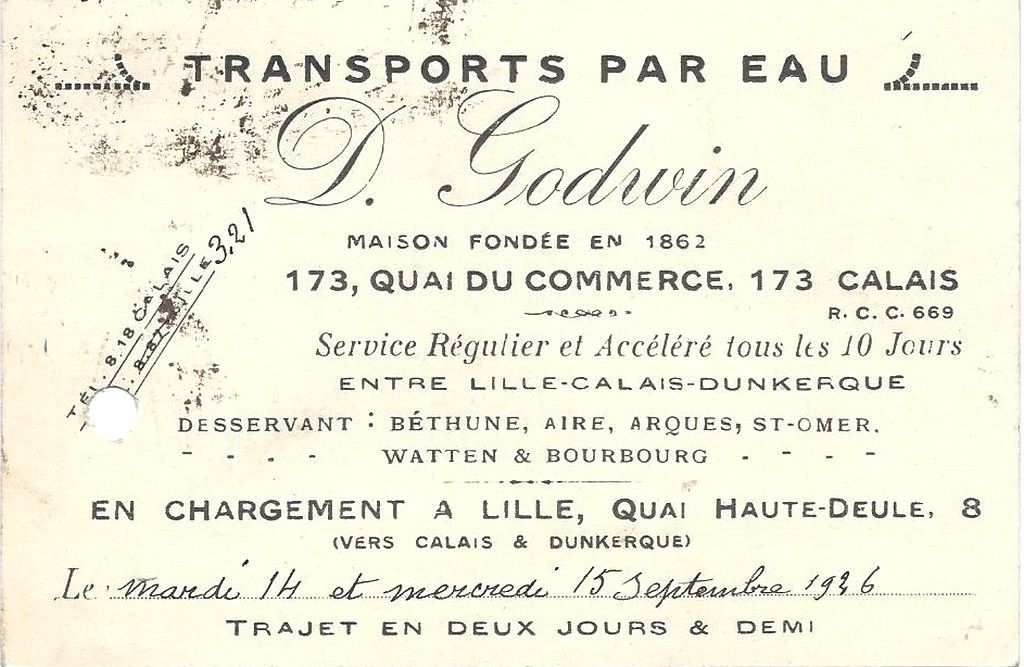 TRANSPORTS PAR EAU
D. Godwin
MAISON FONDÉE EN 1862
173, QUAI DU COMMERCE, 173 CALAIS
R. C. C. 669
TÉL. 8.18 CALAIS
8.87 LILLE 3.21
Service Régulier et Accéléré tous les 10 Jours
ENTRE LILLE-CALAIS-DUNKERQUE
DESSERVANT : BÉTHUNE, AIRE, ARQUES, ST-OMER.
- - - - WATTEN & BOURBOURG - - - -
EN CHARGEMENT A LILLE, QUAI HAUTE-DEULE, 8
(VERS CALAIS & DUNKERQUE)
Le mardi 14 et mercredi 15 Septembre 1926
TRAJET EN DEUX JOURS & DEMI